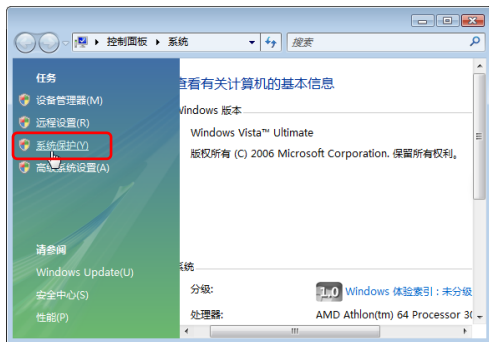 控制面板 ▸ 系统
搜索
任务
设备管理器(M)
远程设置(R)
系统保护(Y)
高级系统设置(A)
请参阅
Windows Update(U)
安全中心(S)
性能(P)
查看有关计算机的基本信息
Windows 版本
Windows Vista™ Ultimate
版权所有 (C) 2006 Microsoft Corporation. 保留所有权利。
系统
分级:
1.0 Windows 体验索引 : 未分级
处理器:
AMD Athlon(tm) 64 Processor 30